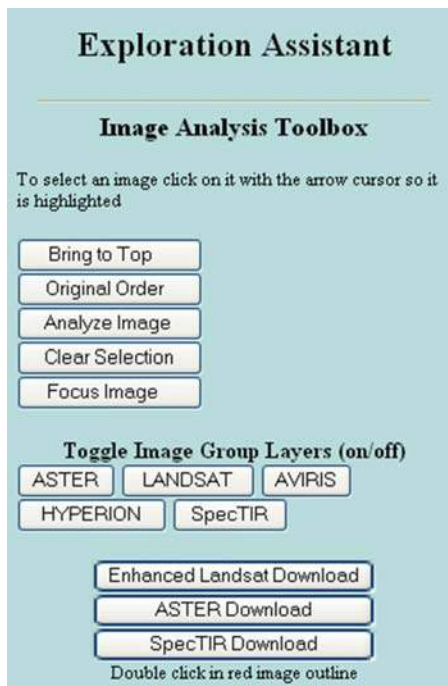 Exploration Assistant
Image Analysis Toolbox
To select an image click on it with the arrow cursor so it
is highlighted
Bring to Top
Original Order
Analyze Image
Clear Selection
Focus Image
Toggle Image Group Layers (on/off)
ASTER LANDSAT AVIRIS
HYPERION SpecTIR
Enhanced Landsat Download
ASTER Download
SpecTIR Download
Double click in red image outline